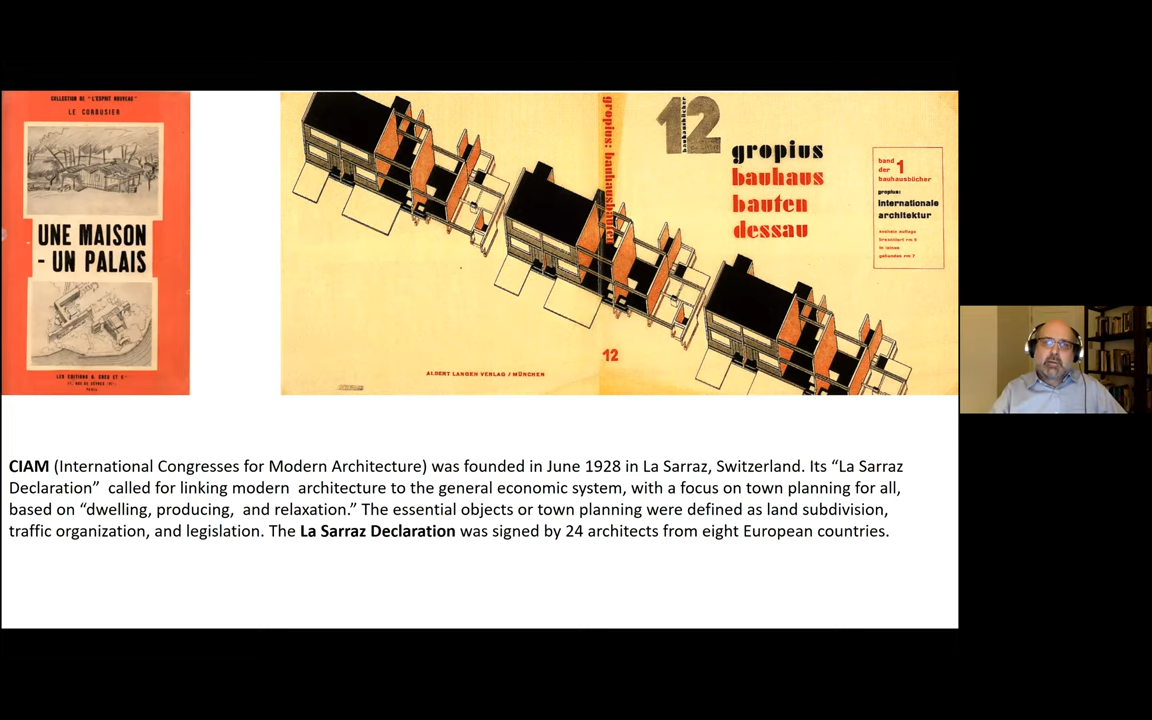 COLLECTION DE "L'ESPRIT NOUVEAU"
LE CORBUSIER
UNE MAISON
- UN PALAIS
LES EDITIONS G. CRÈS ET Cie
PARIS
gropius: bauhausbauten
12
ALBERT LANGEN VERLAG / MÜNCHEN
12
bauhausbücher
gropius
bauhaus
bauten
dessau
band
der 1
bauhausbücher
gropius:
internationale
architektur
CIAM (International Congresses for Modern Architecture) was founded in June 1928 in La Sarraz, Switzerland. Its “La Sarraz
Declaration”  called for linking modern  architecture to the general economic system, with a focus on town planning for all,
based on “dwelling, producing,  and relaxation.” The essential objects or town planning were defined as land subdivision,
traffic organization, and legislation. The La Sarraz Declaration was signed by 24 architects from eight European countries.